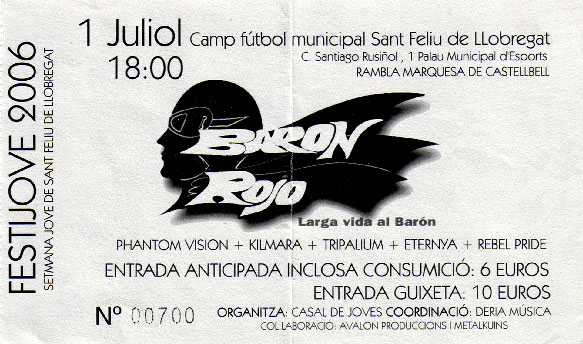 FESTIJOVE 2006
SETMANA JOVE DE SANT FELIU DE LLOBREGAT
1 Juliol Camp fútbol municipal Sant Feliu de LLobregat
18:00 C. Santiago Rusiñol , 1 Palau Municipal d'Esports
RAMBLA MARQUESA DE CASTELLBELL
BARON
ROJO
Larga vida al Barón
PHANTOM VISION + KILMARA + TRIPALIUM + ETERNYA + REBEL PRIDE
ENTRADA ANTICIPADA INCLOSA CONSUMICIÓ: 6 EUROS
ENTRADA GUIXETA: 10 EUROS
Nº 00700 ORGANITZA: CASAL DE JOVES COORDINACIÓ: DERIA MÚSICA
COL LABORACIÓ: AVALON PRODUCCIONS I METALKUINS